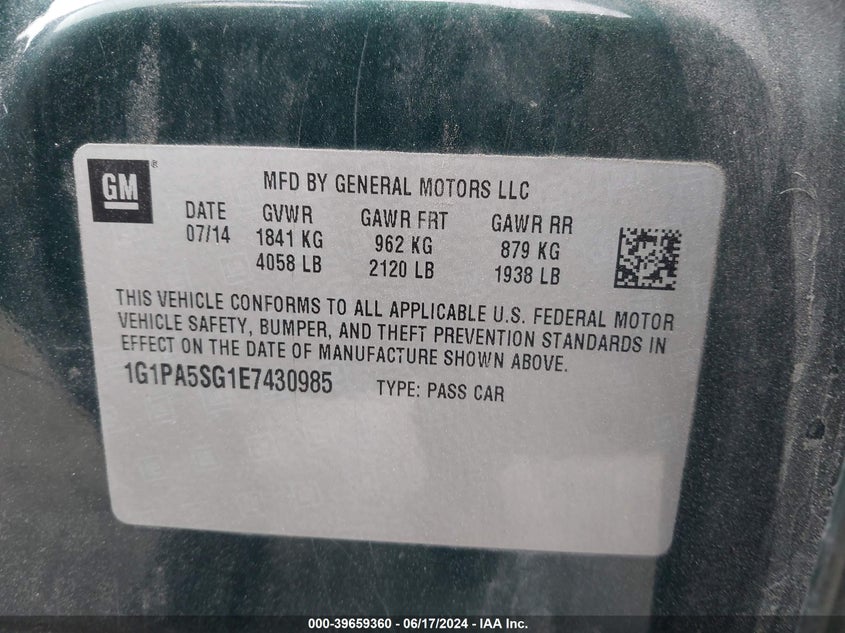 GM ®
MFD BY GENERAL MOTORS LLC
DATE GVWR GAWR FRT GAWR RR
07/14 1841 KG 962 KG 879 KG
4058 LB 2120 LB 1938 LB
THIS VEHICLE CONFORMS TO ALL APPLICABLE U.S. FEDERAL MOTOR
VEHICLE SAFETY, BUMPER, AND THEFT PREVENTION STANDARDS IN
EFFECT ON THE DATE OF MANUFACTURE SHOWN ABOVE.
1G1PA5SG1E7430985 TYPE: PASS CAR
000-39659360 - 06/17/2024 - IAA Inc.